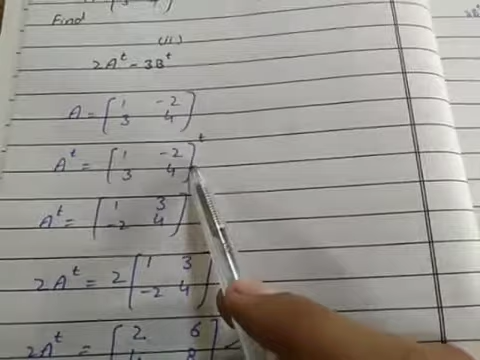 Find
(ii)
2A^t - 3B^t
A = [1 -2
3 4]
A^t = [1 -2
3 4]^t
A^t = [1 3
-2 4]
2A^t = 2 [1 3
-2 4]
2A^t = [2 6